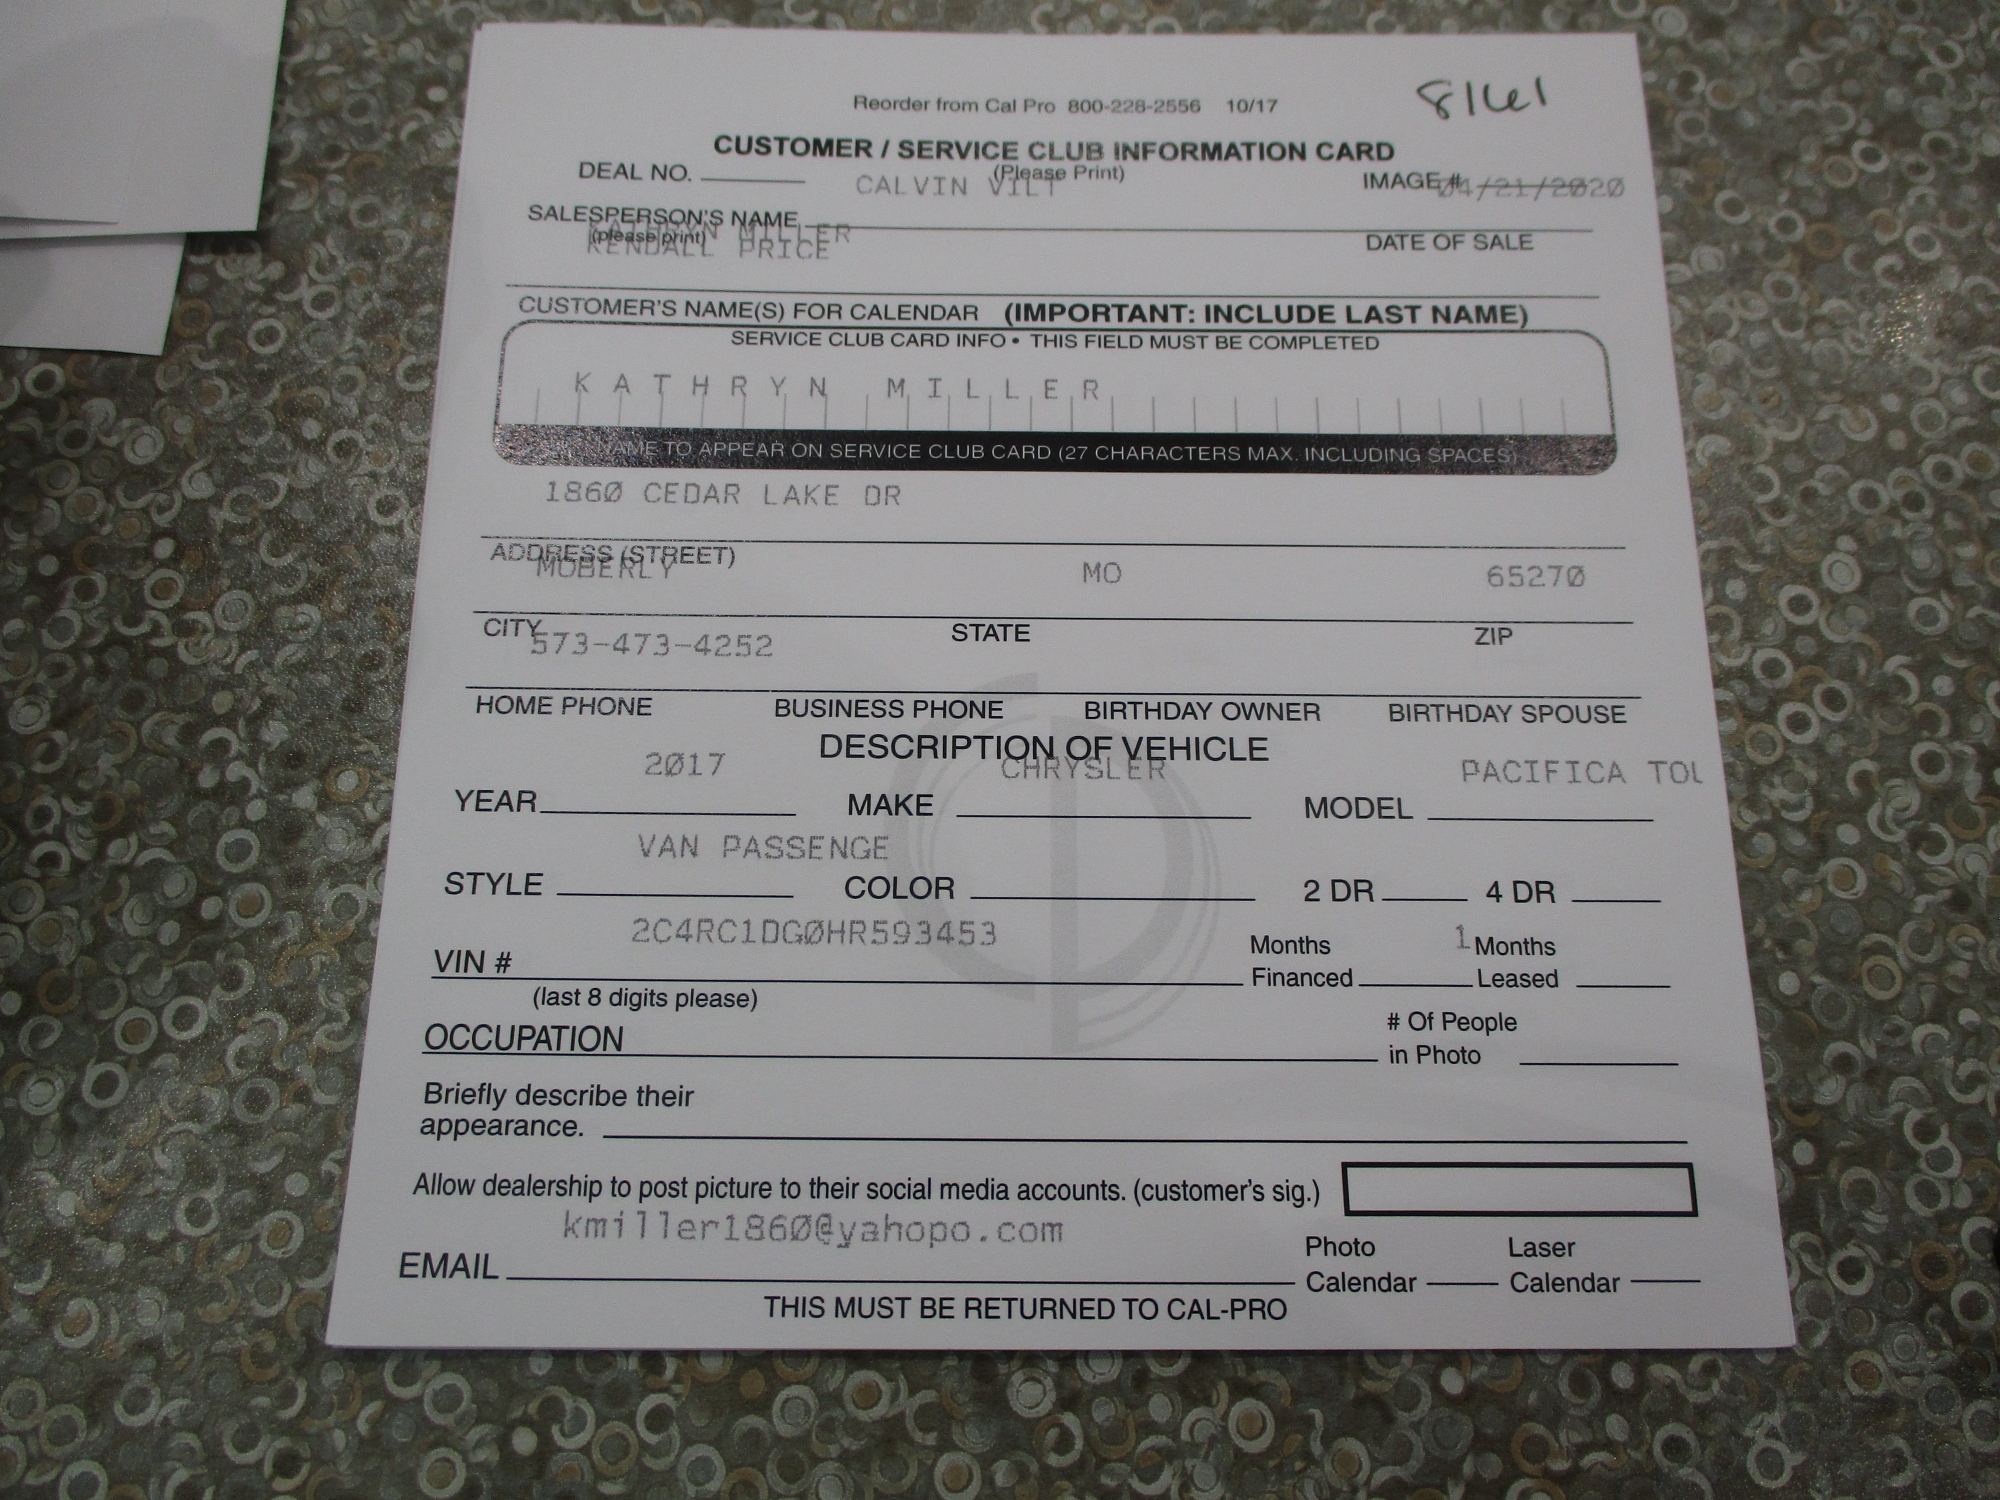 8161
Reorder from Cal Pro 800-228-2556 10/17
CUSTOMER / SERVICE CLUB INFORMATION CARD
(Please Print)
DEAL NO. CALVIN VILT IMAGE# 04/21/2020
SALESPERSON'S NAME
(please print) DATE OF SALE
KATHRYN MILLER
KENDALL PRICE
CUSTOMER'S NAME(S) FOR CALENDAR (IMPORTANT: INCLUDE LAST NAME)
SERVICE CLUB CARD INFO • THIS FIELD MUST BE COMPLETED
KATHRYN MILLER
NAME TO APPEAR ON SERVICE CLUB CARD (27 CHARACTERS MAX. INCLUDING SPACES)
1860 CEDAR LAKE DR
ADDRESS (STREET)
MOBERLY MO 65270
CITY STATE ZIP
573-473-4252
HOME PHONE BUSINESS PHONE BIRTHDAY OWNER BIRTHDAY SPOUSE
DESCRIPTION OF VEHICLE
2017 CHRYSLER PACIFICA TOU
YEAR MAKE MODEL
VAN PASSENGE
STYLE COLOR 2 DR 4 DR
2C4RC1DG0HR593453 1
VIN # Months Financed Months Leased
(last 8 digits please)
OCCUPATION # Of People in Photo
Briefly describe their
appearance.
Allow dealership to post picture to their social media accounts. (customer's sig.)
kmiller1860@yahopo.com
EMAIL Photo Calendar Laser Calendar
THIS MUST BE RETURNED TO CAL-PRO